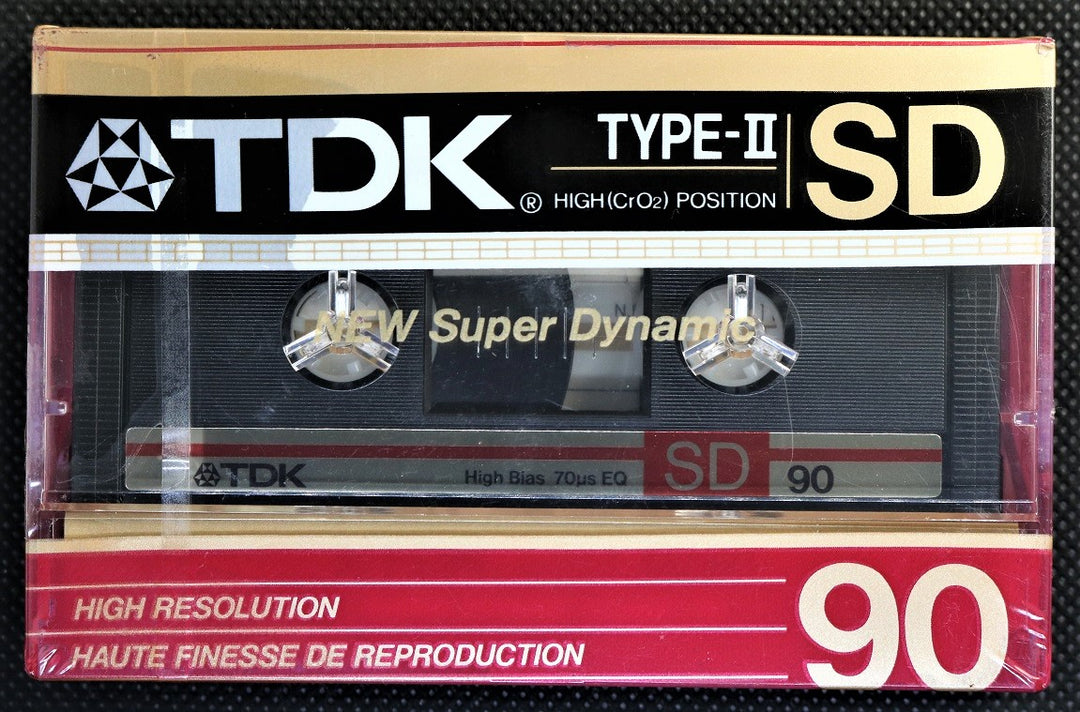 TDK® TYPE-II SD
HIGH (CrO2) POSITION
NEW Super Dynamic
TDK High Bias 70µs EQ SD 90
HIGH RESOLUTION
HAUTE FINESSE DE REPRODUCTION
90